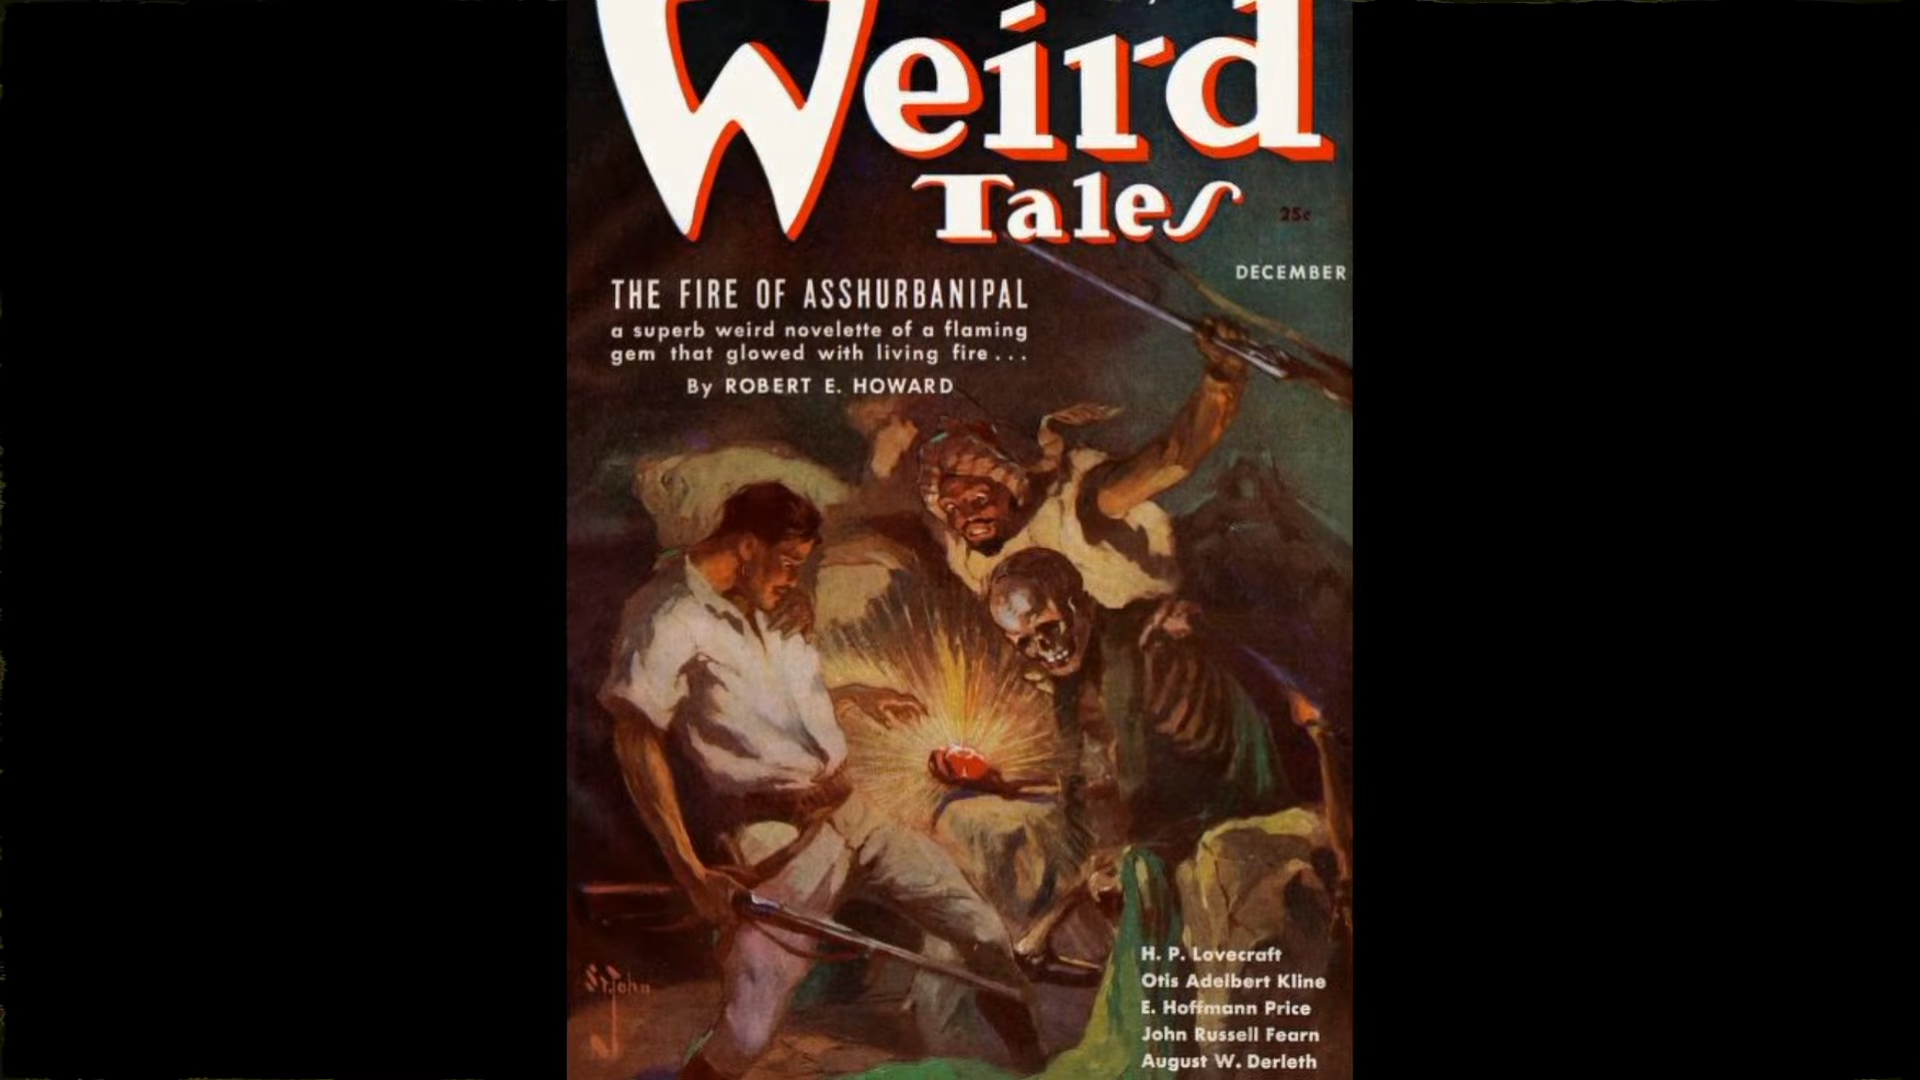 Weird
Tales
25c
DECEMBER
THE FIRE OF ASSHURBANIPAL
a superb weird novelette of a flaming
gem that glowed with living fire...
By ROBERT E. HOWARD
St. John
H. P. Lovecraft
Otis Adelbert Kline
E. Hoffmann Price
John Russell Fearn
August W. Derleth